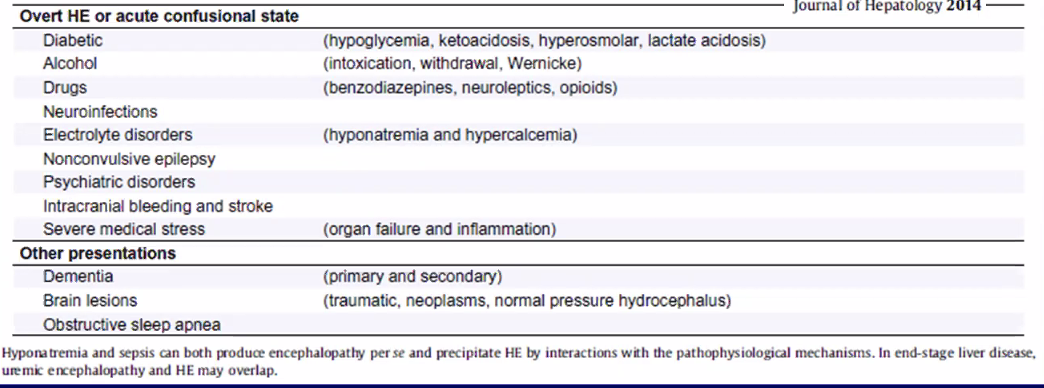 Journal of Hepatology 2014
Overt HE or acute confusional state
Diabetic (hypoglycemia, ketoacidosis, hyperosmolar, lactate acidosis)
Alcohol (intoxication, withdrawal, Wernicke)
Drugs (benzodiazepines, neuroleptics, opioids)
Neuroinfections
Electrolyte disorders (hyponatremia and hypercalcemia)
Nonconvulsive epilepsy
Psychiatric disorders
Intracranial bleeding and stroke
Severe medical stress (organ failure and inflammation)
Other presentations
Dementia (primary and secondary)
Brain lesions (traumatic, neoplasms, normal pressure hydrocephalus)
Obstructive sleep apnea
Hyponatremia and sepsis can both produce encephalopathy per se and precipitate HE by interactions with the pathophysiological mechanisms. In end-stage liver disease,
uremic encephalopathy and HE may overlap.